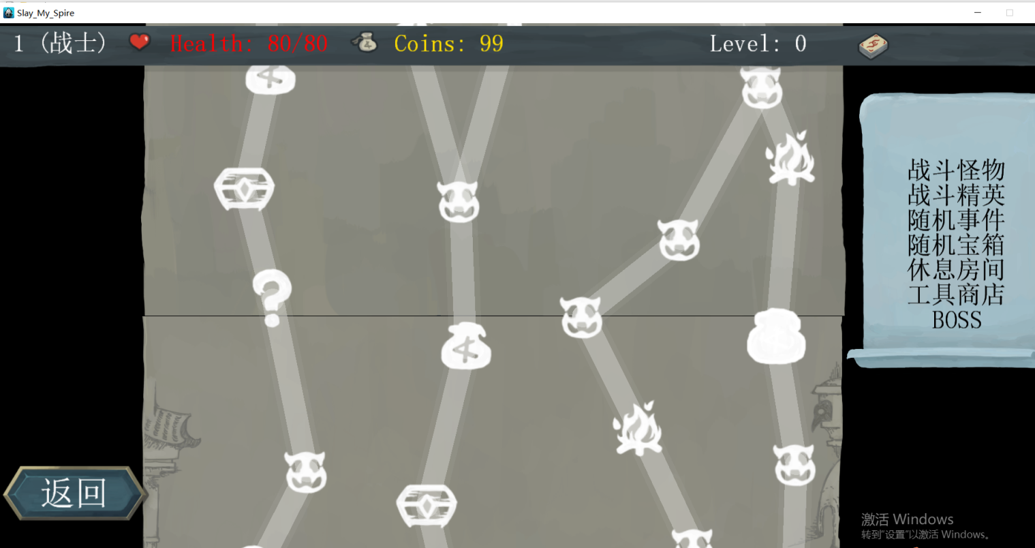 Slay_My_Spire
1 (战士) Health: 80/80 Coins: 99 Level: 0
战斗怪物
战斗精英
随机事件
随机宝箱
休息房间
工具商店
BOSS
?
返回
激活 Windows
转到"设置"以激活 Windows。